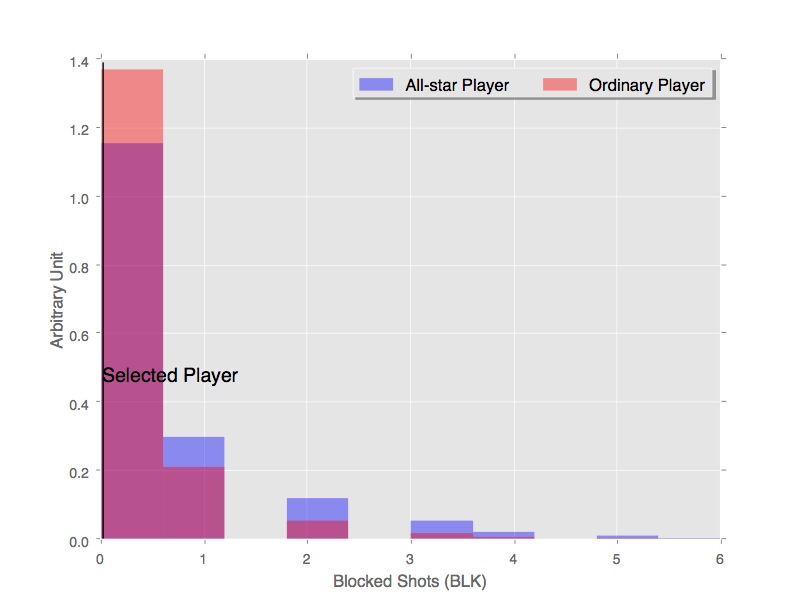 All-star Player Ordinary Player
1.4
1.2
1.0
0.8
0.6
0.4
0.2
0.0
Arbitrary Unit
Selected Player
0 1 2 3 4 5 6
Blocked Shots (BLK)